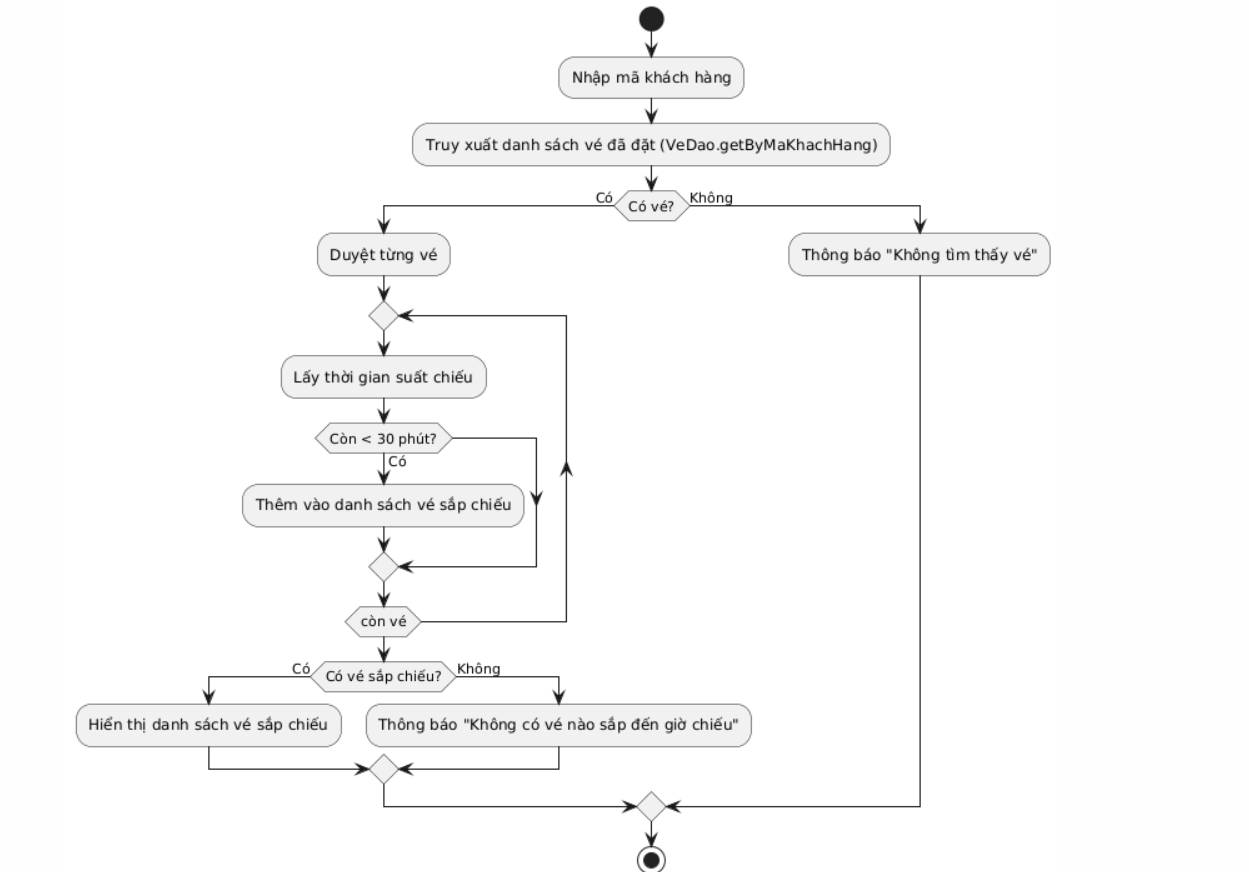 Nhập mã khách hàng
Truy xuất danh sách vé đã đặt (VeDao.getByMaKhachHang)
Có
Có vé?
Không
Duyệt từng vé
Thông báo "Không tìm thấy vé"
Lấy thời gian suất chiếu
Còn < 30 phút?
Có
Thêm vào danh sách vé sắp chiếu
còn vé
Có
Có vé sắp chiếu?
Không
Hiển thị danh sách vé sắp chiếu
Thông báo "Không có vé nào sắp đến giờ chiếu"